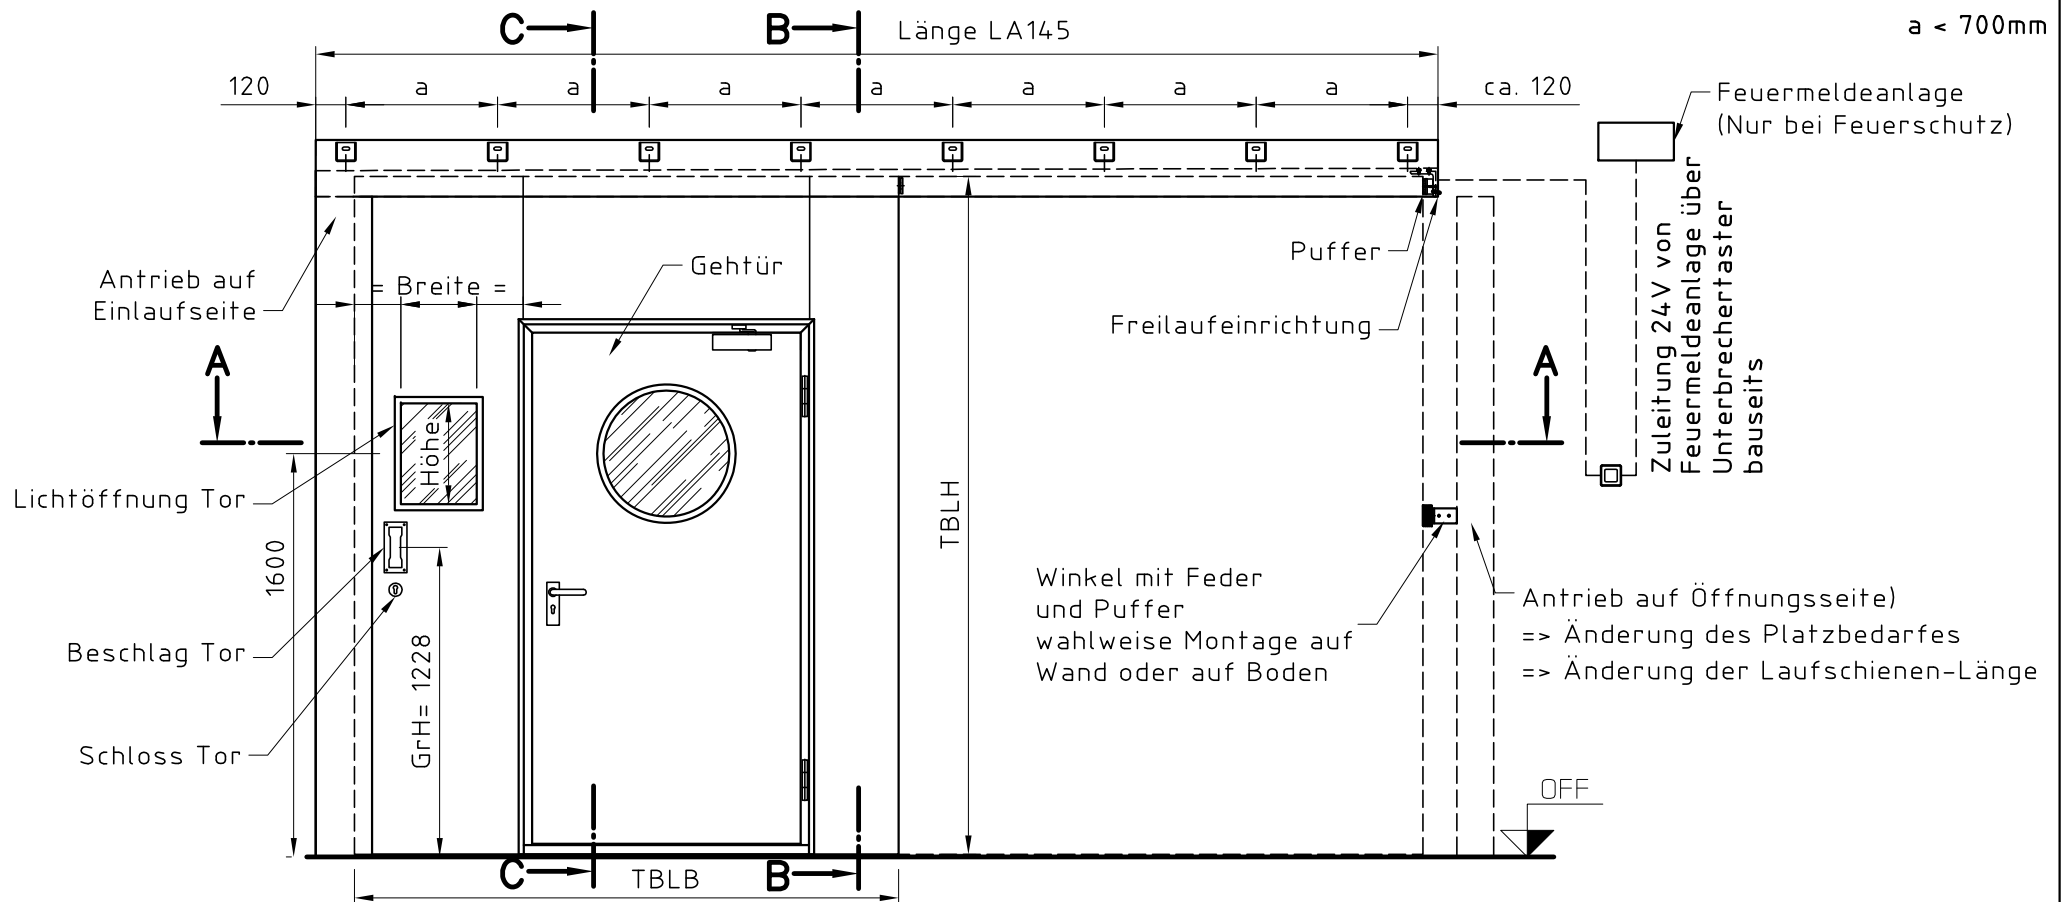 C
B
Länge LA145
a < 700mm
120
a
a
a
a
a
a
a
ca. 120
Feuermeldeanlage
(Nur bei Feuerschutz)
Antrieb auf
Einlaufseite
= Breite =
Gehtür
Puffer
Freilaufeinrichtung
Zuleitung 24V von
Feuermeldeanlage über
Unterbrechertaster
bauseits
A
A
Höhe
Lichtöffnung Tor
1600
TBLH
Winkel mit Feder
und Puffer
wahlweise Montage auf
Wand oder auf Boden
Antrieb auf Öffnungsseite)
=> Änderung des Platzbedarfes
=> Änderung der Laufschienen-Länge
Beschlag Tor
GrH= 1228
Schloss Tor
OFF
C
TBLB
B